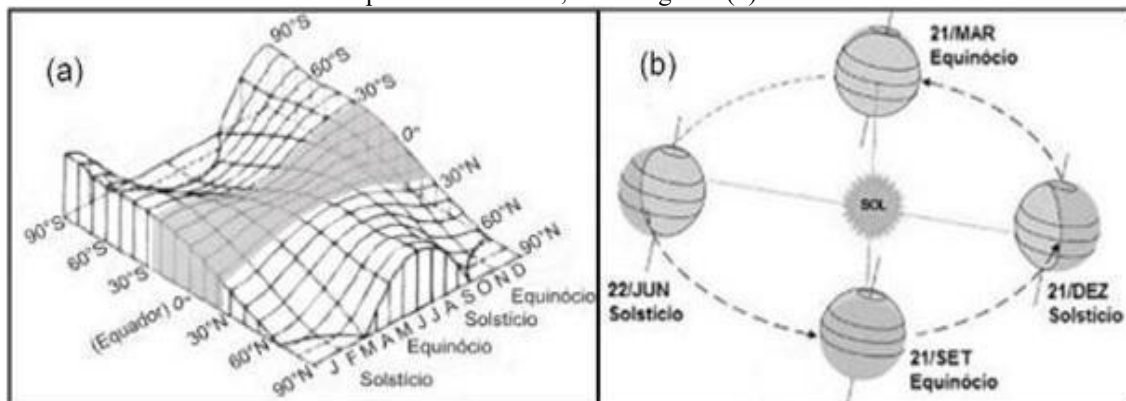 (a)
90°S
60°S
30°S
0°
30°N
60°N
90°N
90°S
60°S
30°S
(Equador) 0°
30°N
60°N
90°N
J F M A M J J A S O N D
Equinócio
Solstício
Equinócio
Solstício
(b)
21/MAR
Equinócio
SOL
22/JUN
Solstício
21/DEZ
Solstício
21/SET
Equinócio